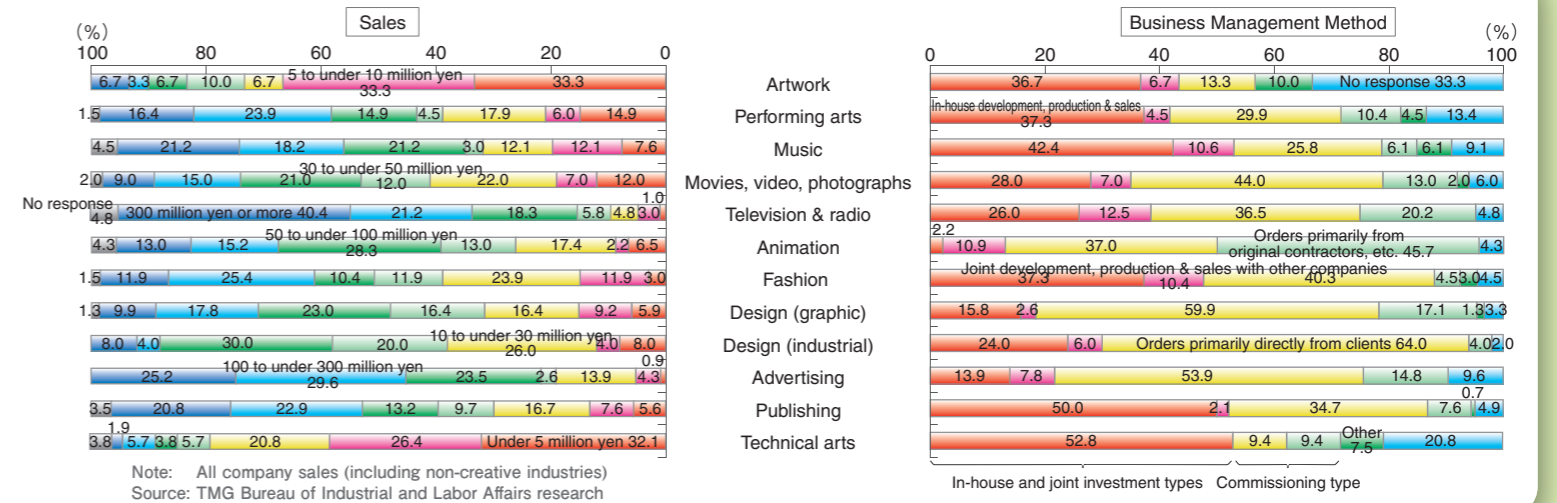 Sales
Business Management Method
(%)
100 80 60 40 20 0
(%)
0 20 40 60 80 100
6.7 3.3 6.7 10.0 6.7 5 to under 10 million yen 33.3 33.3
Artwork
36.7 6.7 13.3 10.0 No response 33.3
1.5 16.4 23.9 14.9 4.5 17.9 6.0 14.9
Performing arts
In-house development, production & sales
37.3 4.5 29.9 10.4 4.5 13.4
4.5 21.2 18.2 21.2 3.0 12.1 12.1 7.6
Music
42.4 10.6 25.8 6.1 6.1 9.1
30 to under 50 million yen
2.0 9.0 15.0 21.0 12.0 22.0 7.0 12.0
Movies, video, photographs
28.0 7.0 44.0 13.0 2.0 6.0
No response
4.8 300 million yen or more 40.4 21.2 18.3 5.8 4.8 3.0 1.0
Television & radio
26.0 12.5 36.5 20.2 4.8
50 to under 100 million yen
4.3 13.0 15.2 28.3 13.0 17.4 2.2 6.5
Animation
2.2 10.9 37.0 Orders primarily from
original contractors, etc. 45.7 4.3
1.5 11.9 25.4 10.4 11.9 23.9 11.9 3.0
Fashion
Joint development, production & sales with other companies
37.3 10.4 40.3 4.5 3.0 4.5
1.3 9.9 17.8 23.0 16.4 16.4 9.2 5.9
Design (graphic)
15.8 2.6 59.9 17.1 1.3 3.3
10 to under 30 million yen
8.0 4.0 30.0 20.0 26.0 4.0 8.0
Design (industrial)
24.0 6.0 Orders primarily directly from clients 64.0 4.0 2.0
100 to under 300 million yen
25.2 29.6 23.5 2.6 13.9 4.3 0.9
Advertising
13.9 7.8 53.9 14.8 9.6
3.5 20.8 22.9 13.2 9.7 16.7 7.6 5.6
Publishing
50.0 2.1 34.7 7.6 0.7 4.9
3.8 1.9 5.7 3.8 5.7 20.8 26.4 Under 5 million yen 32.1
Technical arts
52.8 9.4 9.4 Other 7.5 20.8
In-house and joint investment types Commissioning type
Note: All company sales (including non-creative industries)
Source: TMG Bureau of Industrial and Labor Affairs research